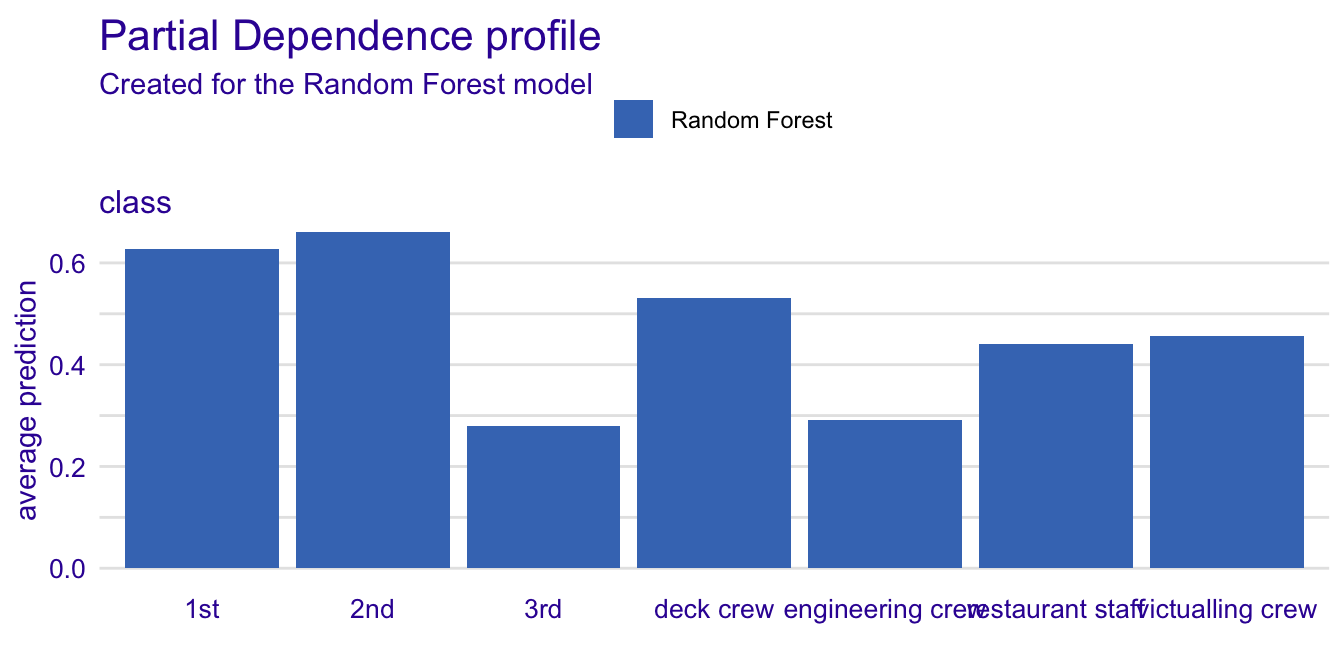 Partial Dependence profile
Created for the Random Forest model
Random Forest
class
average prediction
0.6
0.4
0.2
0.0
1st 2nd 3rd deck crew engineering crew restaurant staff victualling crew